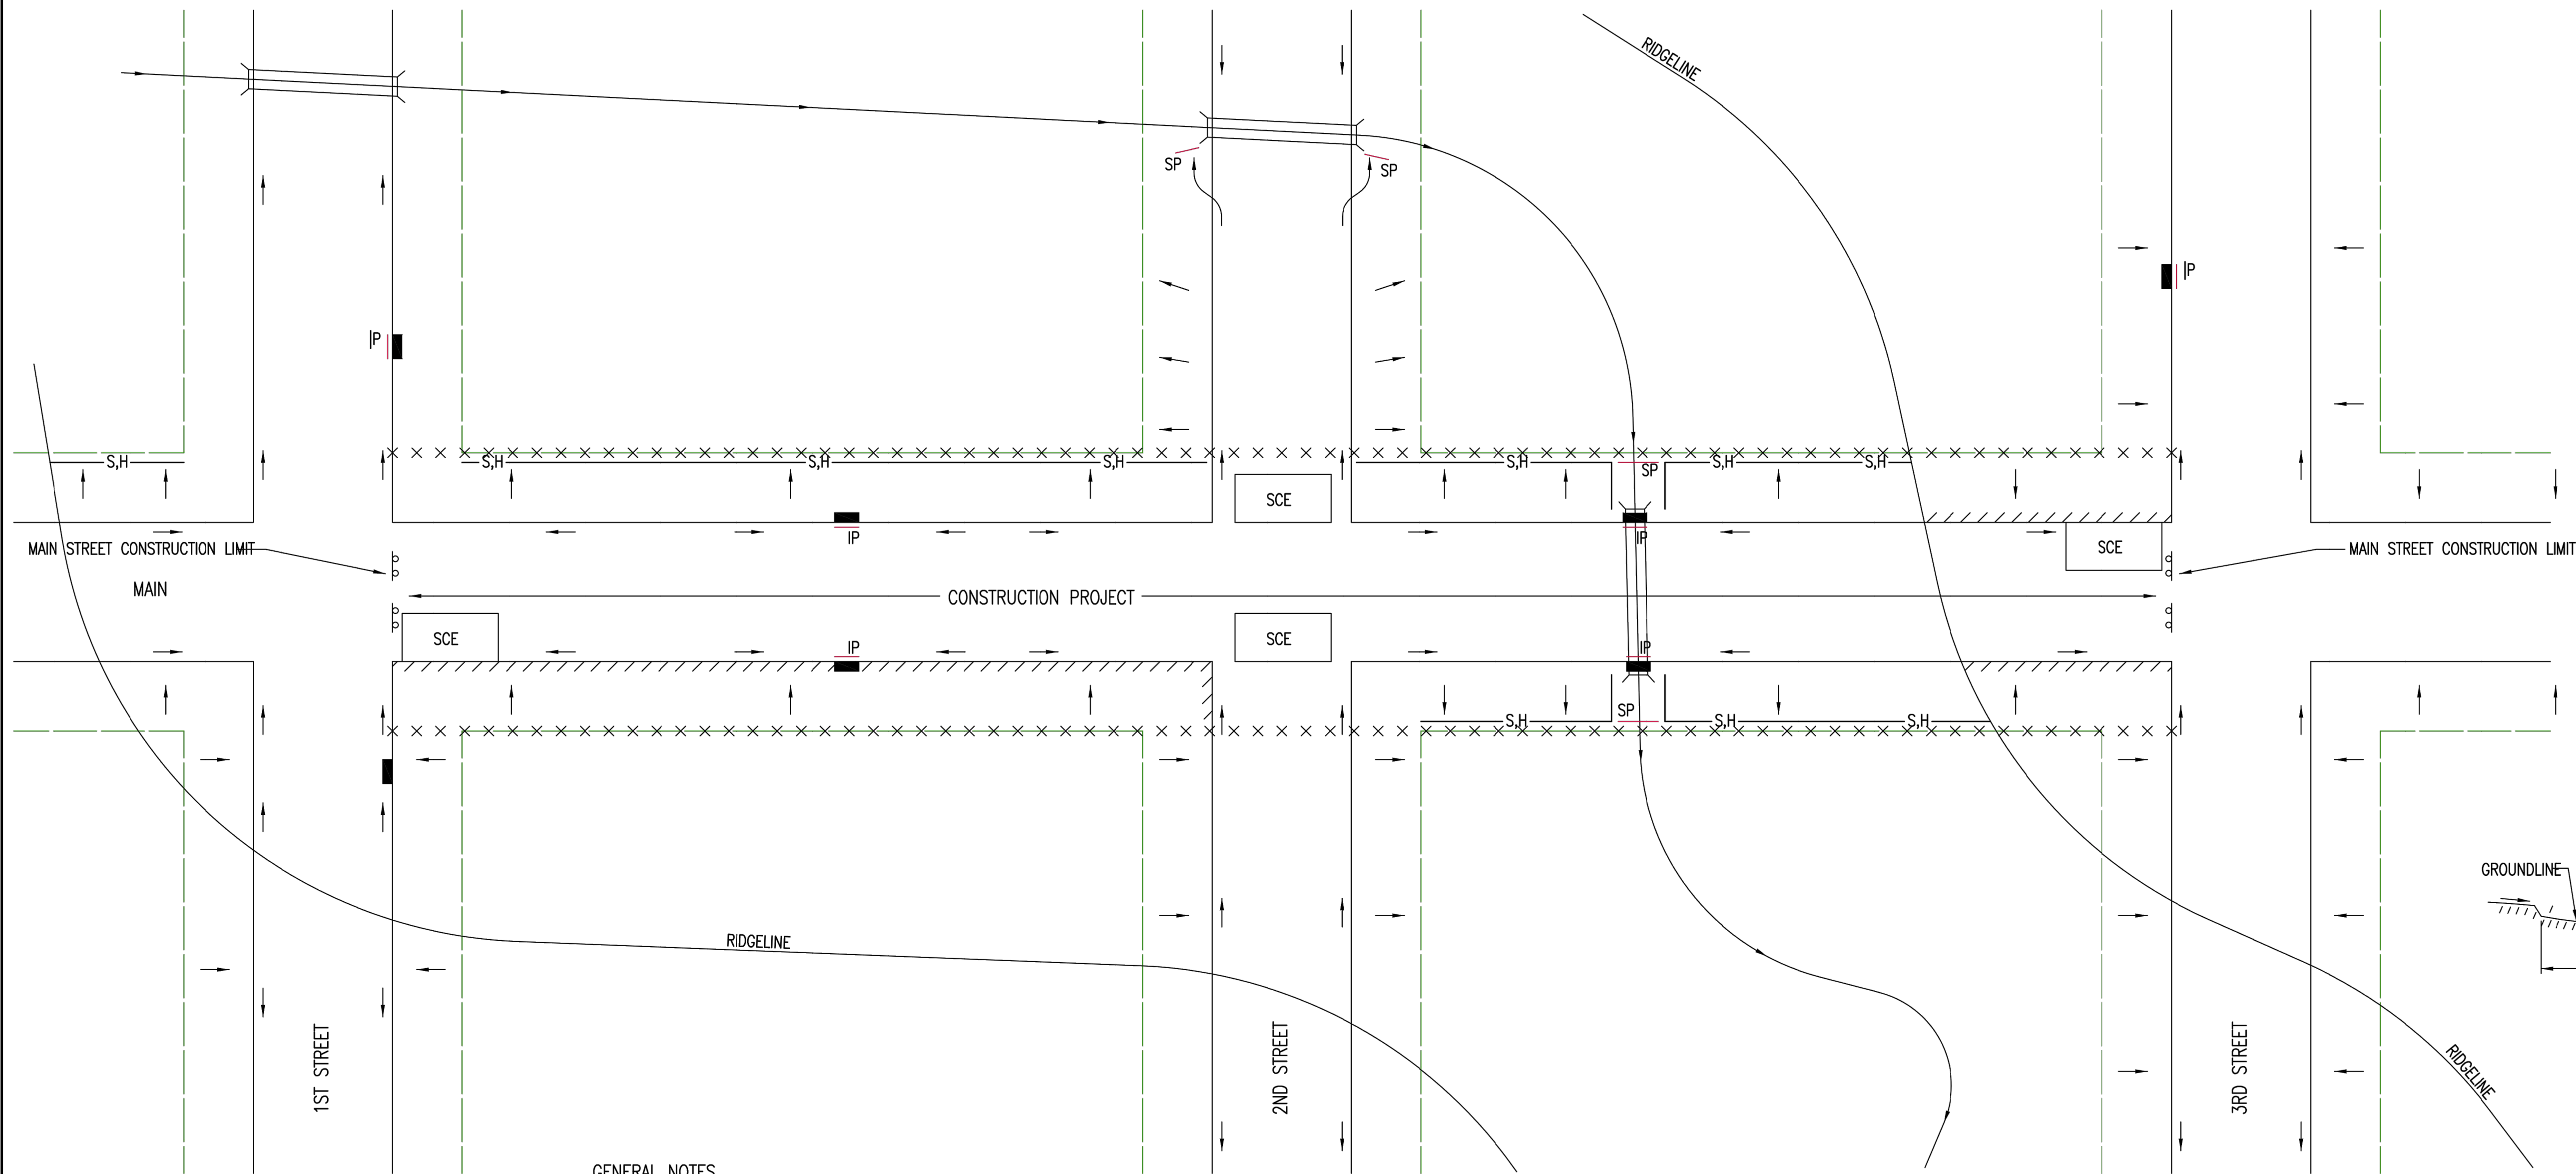 RIDGELINE
SP
SP
IP
IP
S,H
S,H
S,H
S,H
S,H
SP
S,H
S,H
SCE
IP
IP
SCE
MAIN STREET CONSTRUCTION LIMIT
MAIN STREET CONSTRUCTION LIMIT
MAIN
CONSTRUCTION PROJECT
SCE
SCE
IP
IP
SP
S,H
S,H
S,H
GROUNDLINE
RIDGELINE
1ST STREET
2ND STREET
3RD STREET
RIDGELINE
GENERAL NOTES